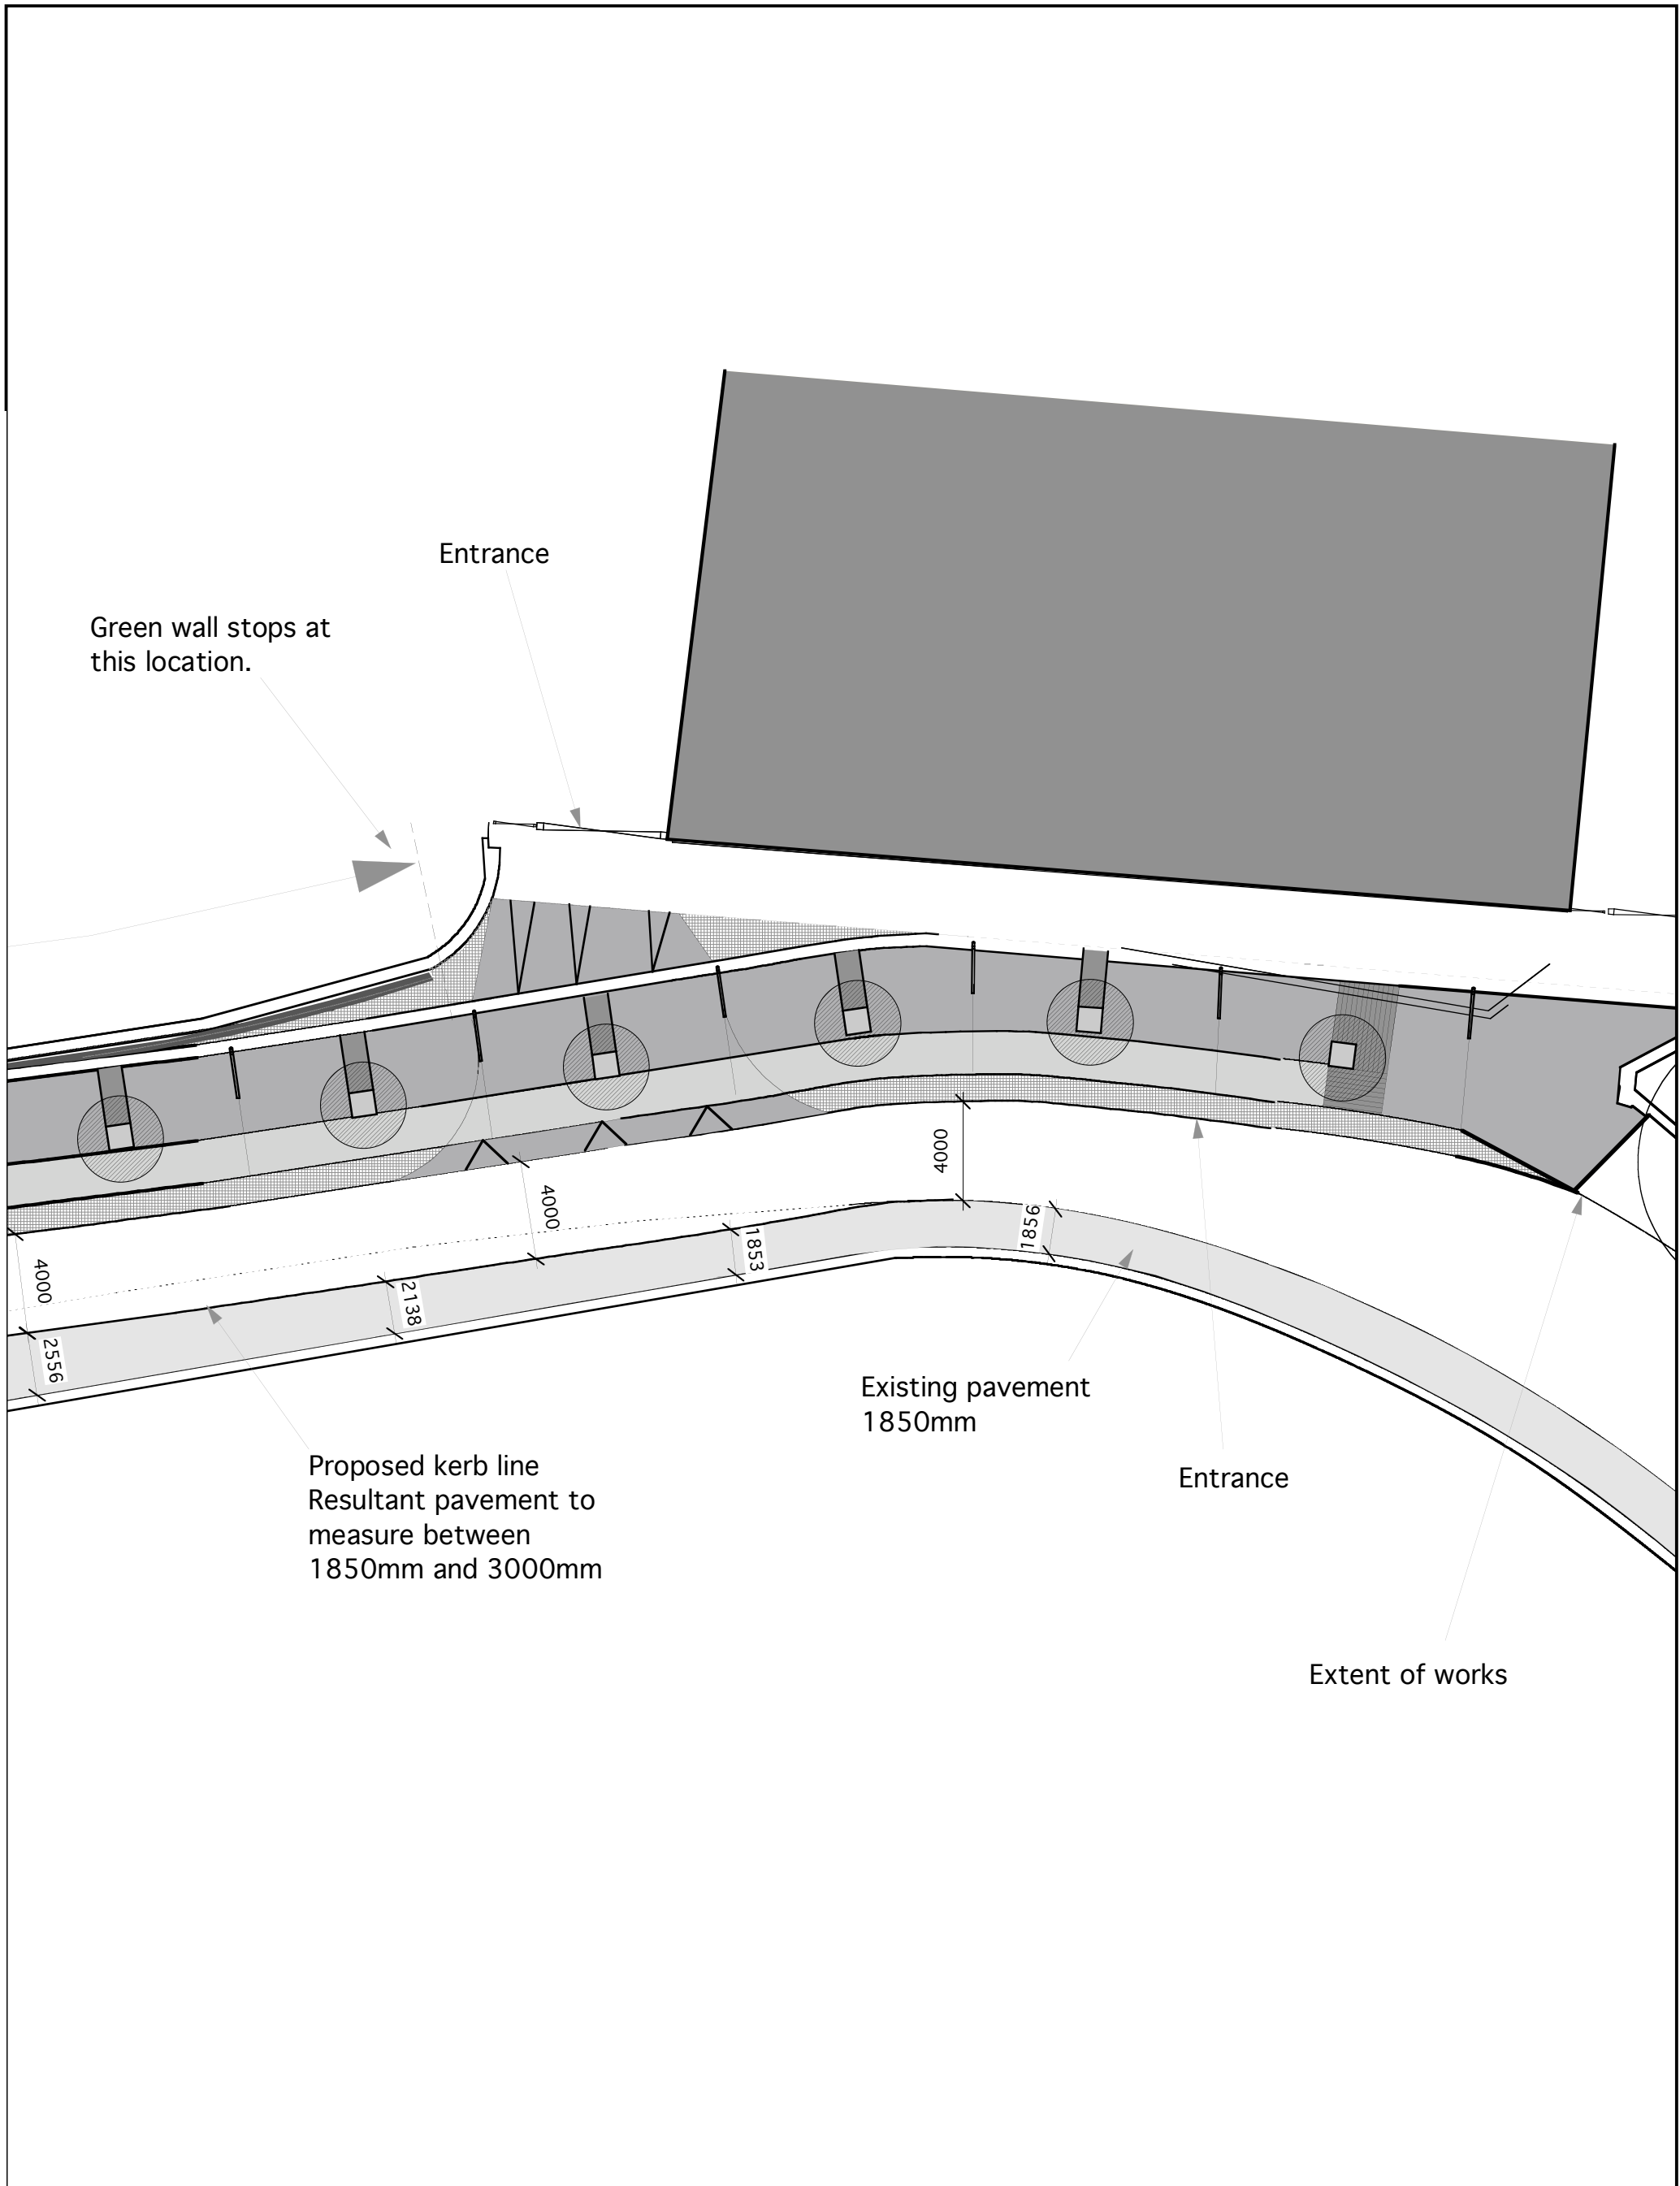 Entrance
Green wall stops at
this location.
4000
4000
4000
1856
1853
2138
2556
Existing pavement
1850mm
Proposed kerb line
Resultant pavement to
measure between
1850mm and 3000mm
Entrance
Extent of works